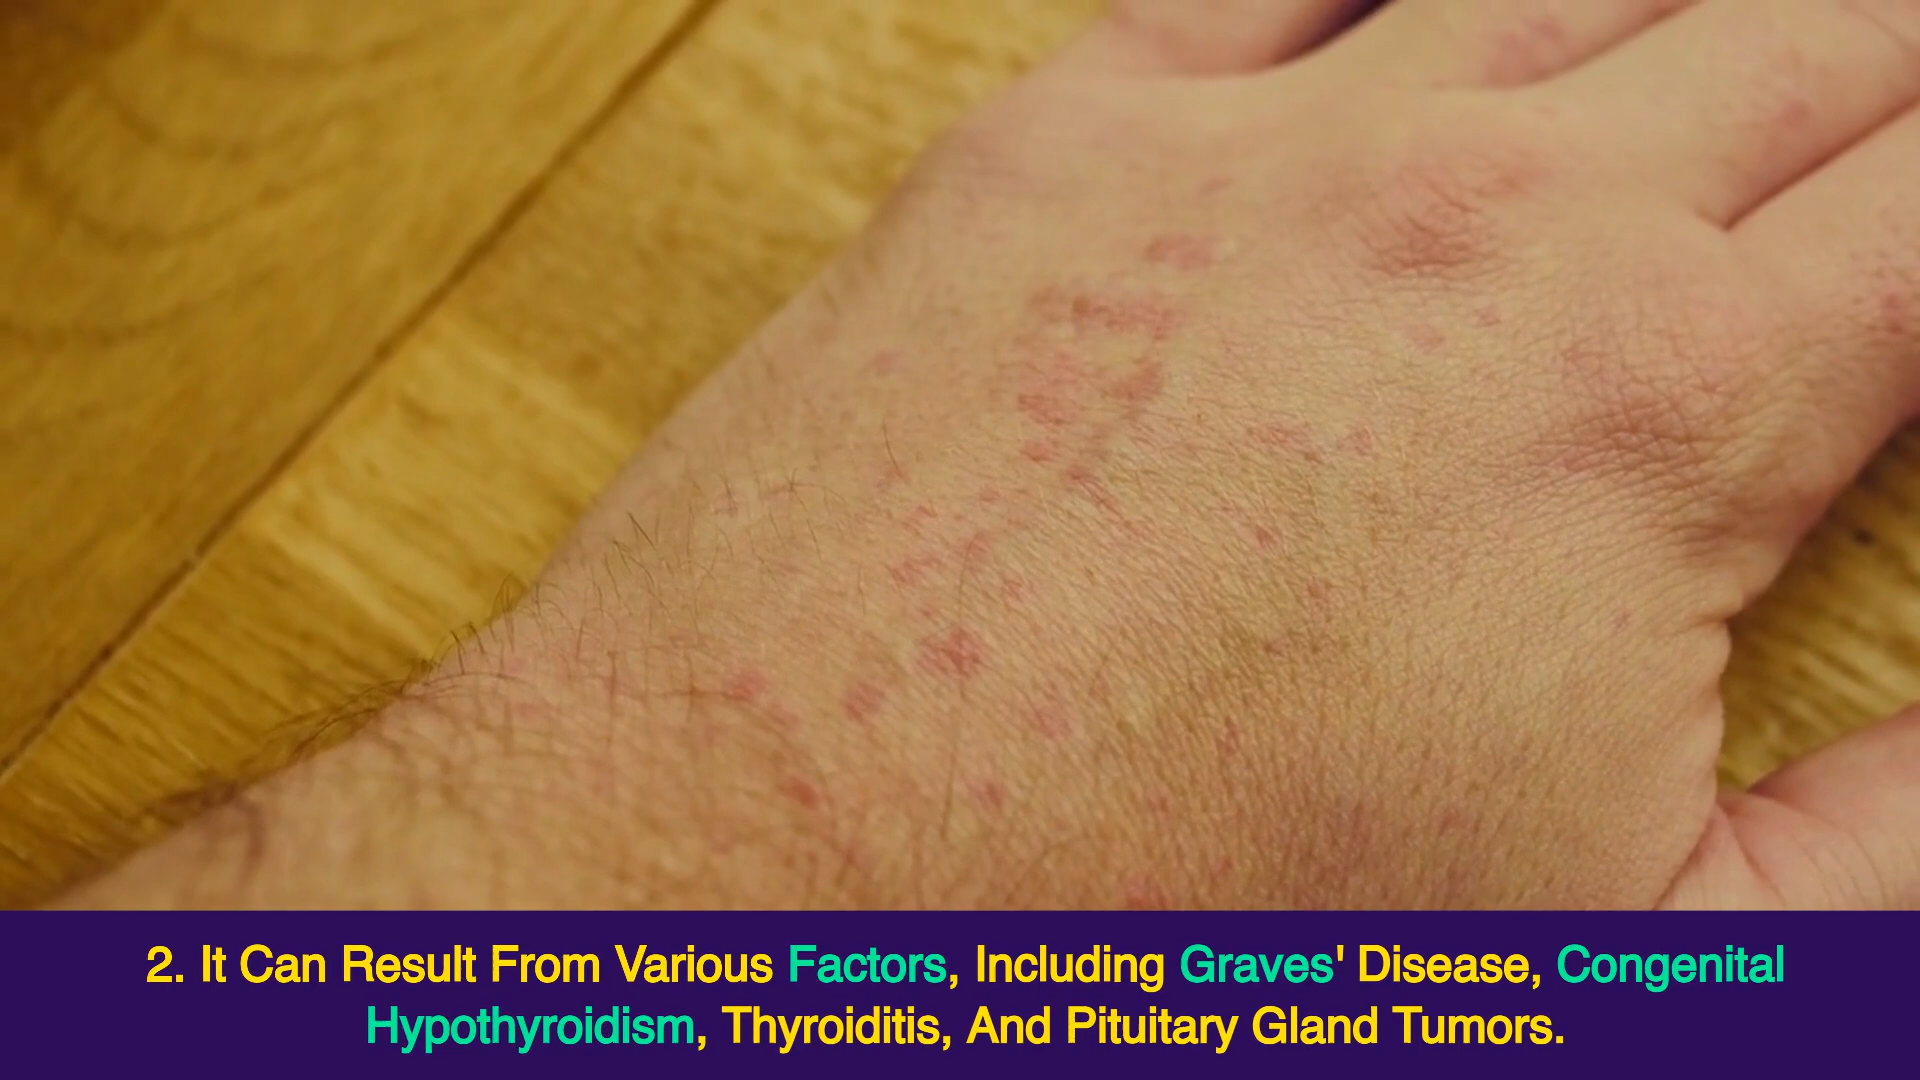 2. It Can Result From Various Factors, Including Graves' Disease, Congenital
Hypothyroidism, Thyroiditis, And Pituitary Gland Tumors.